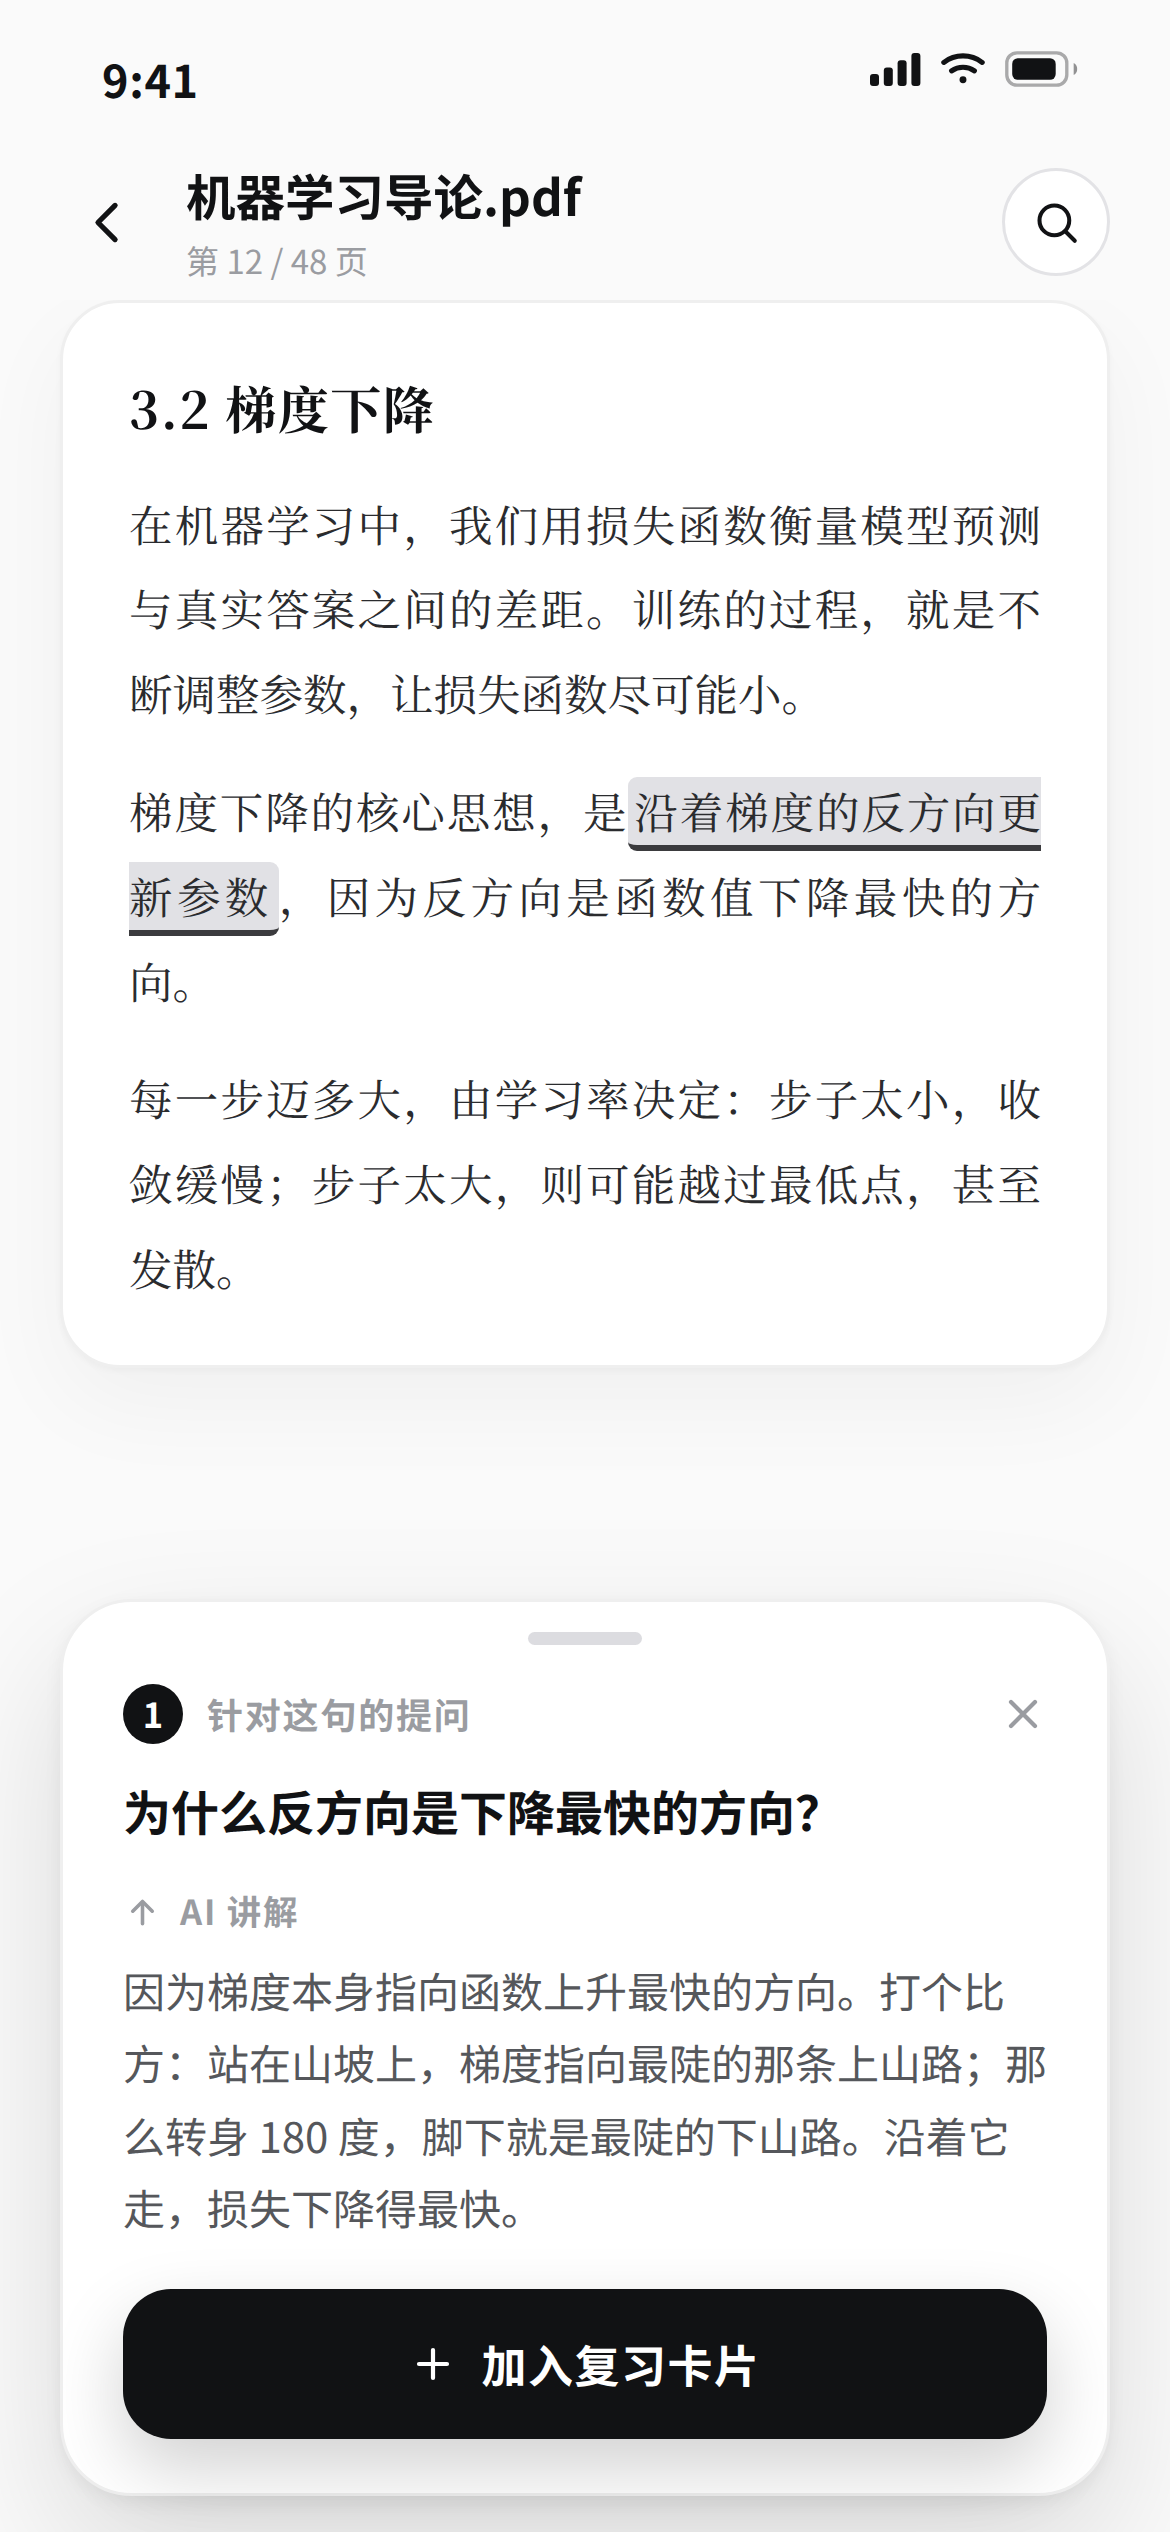 9:41
机器学习导论.pdf
第 12 / 48 页
3.2 梯度下降
在机器学习中，我们用损失函数衡量模型预测
与真实答案之间的差距。训练的过程，就是不
断调整参数，让损失函数尽可能小。
梯度下降的核心思想，是沿着梯度的反方向更
新参数，因为反方向是函数值下降最快的方
向。
每一步迈多大，由学习率决定：步子太小，收
敛缓慢；步子太大，则可能越过最低点，甚至
发散。
1 针对这句的提问
为什么反方向是下降最快的方向？
AI 讲解
因为梯度本身指向函数上升最快的方向。打个比
方：站在山坡上，梯度指向最陡的那条上山路；那
么转身 180 度，脚下就是最陡的下山路。沿着它
走，损失下降得最快。
加入复习卡片